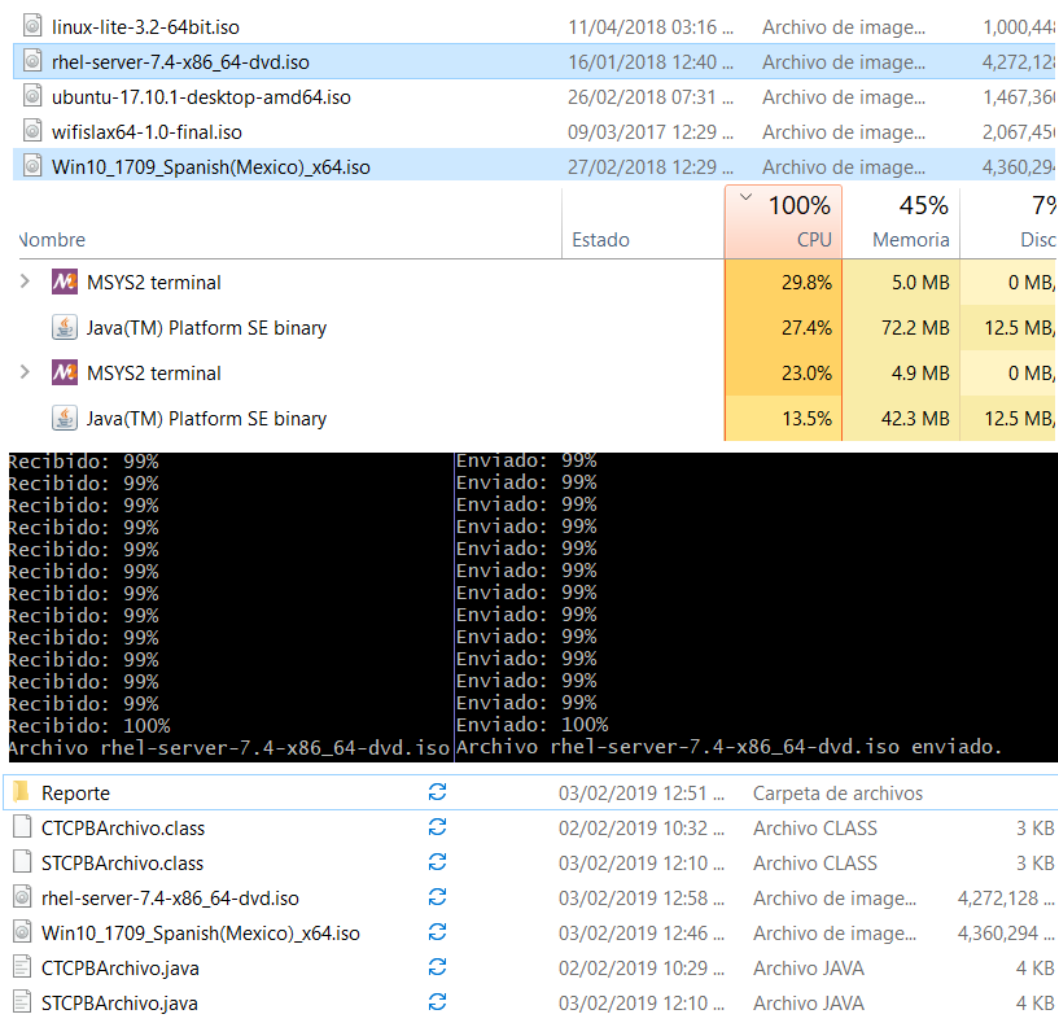 linux-lite-3.2-64bit.iso 11/04/2018 03:16 ... Archivo de image... 1,000,448
rhel-server-7.4-x86_64-dvd.iso 16/01/2018 12:40 ... Archivo de image... 4,272,128
ubuntu-17.10.1-desktop-amd64.iso 26/02/2018 07:31 ... Archivo de image... 1,467,36
wifislax64-1.0-final.iso 09/03/2017 12:29 ... Archivo de image... 2,067,45
Win10_1709_Spanish(Mexico)_x64.iso 27/02/2018 12:29 ... Archivo de image... 4,360,294
100% 45% 7%
Nombre Estado CPU Memoria Disc
MSYS2 terminal 29.8% 5.0 MB 0 MB,
Java(TM) Platform SE binary 27.4% 72.2 MB 12.5 MB,
MSYS2 terminal 23.0% 4.9 MB 0 MB,
Java(TM) Platform SE binary 13.5% 42.3 MB 12.5 MB,
Recibido: 99% Enviado: 99%
Recibido: 99% Enviado: 99%
Recibido: 99% Enviado: 99%
Recibido: 99% Enviado: 99%
Recibido: 99% Enviado: 99%
Recibido: 99% Enviado: 99%
Recibido: 99% Enviado: 99%
Recibido: 99% Enviado: 99%
Recibido: 99% Enviado: 99%
Recibido: 99% Enviado: 99%
Recibido: 99% Enviado: 99%
Recibido: 99% Enviado: 99%
Recibido: 100% Enviado: 100%
Archivo rhel-server-7.4-x86_64-dvd.iso Archivo rhel-server-7.4-x86_64-dvd.iso enviado.
Reporte 03/02/2019 12:51 ... Carpeta de archivos
CTCPBArchivo.class 02/02/2019 10:32 ... Archivo CLASS 3 KB
STCPBArchivo.class 03/02/2019 12:10 ... Archivo CLASS 3 KB
rhel-server-7.4-x86_64-dvd.iso 03/02/2019 12:58 ... Archivo de image... 4,272,128 ...
Win10_1709_Spanish(Mexico)_x64.iso 03/02/2019 12:46 ... Archivo de image... 4,360,294 ...
CTCPBArchivo.java 02/02/2019 10:29 ... Archivo JAVA 4 KB
STCPBArchivo.java 03/02/2019 12:10 ... Archivo JAVA 4 KB